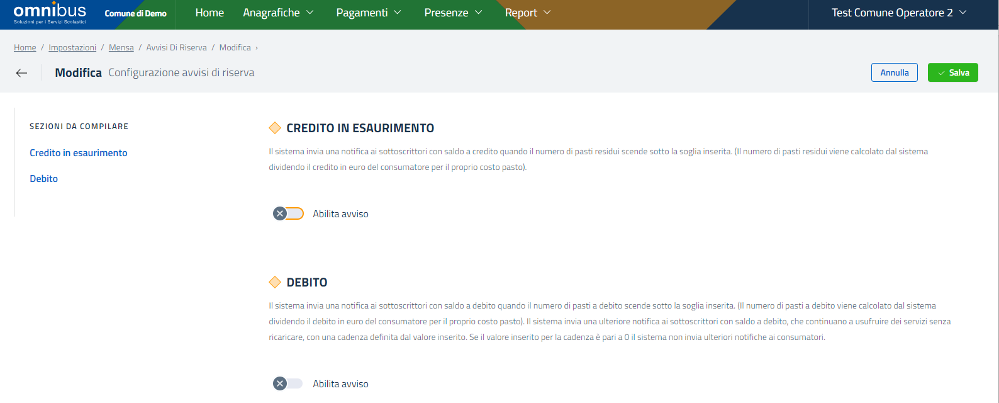 omnibus
Soluzioni per i Servizi Scolastici
Comune di Demo
Home Anagrafiche Pagamenti Presenze Report Test Comune Operatore 2
Home / Impostazioni / Mensa / Avvisi Di Riserva / Modifica ›
Modifica Configurazione avvisi di riserva
Annulla Salva
SEZIONI DA COMPILARE
Credito in esaurimento
Debito
CREDITO IN ESAURIMENTO
Il sistema invia una notifica ai sottoscrittori con saldo a credito quando il numero di pasti residui scende sotto la soglia inserita. (Il numero di pasti residui viene calcolato dal sistema
dividendo il credito in euro del consumatore per il proprio costo pasto).
Abilita avviso
DEBITO
Il sistema invia una notifica ai sottoscrittori con saldo a debito quando il numero di pasti a debito scende sotto la soglia inserita. (Il numero di pasti a debito viene calcolato dal sistema
dividendo il debito in euro del consumatore per il proprio costo pasto). Il sistema invia una ulteriore notifica ai sottoscrittori con saldo a debito, che continuano a usufruire dei servizi senza
ricaricare, con una cadenza definita dal valore inserito. Se il valore inserito per la cadenza è pari a 0 il sistema non invia ulteriori notifiche ai consumatori.
Abilita avviso